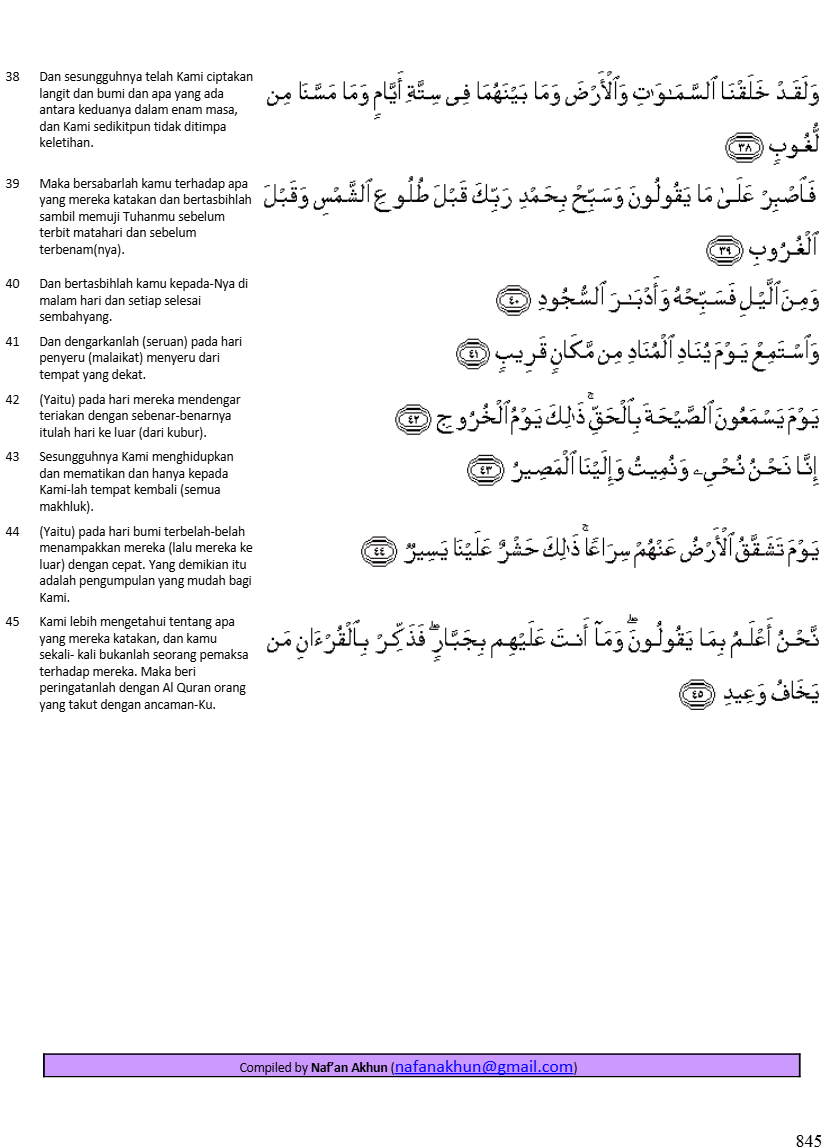 38 Dan sesungguhnya telah Kami ciptakan
langit dan bumi dan apa yang ada
antara keduanya dalam enam masa,
dan Kami sedikitpun tidak ditimpa
keletihan.
وَلَقَدْ خَلَقْنَا ٱلسَّمَـٰوَٰتِ وَٱلْأَرْضَ وَمَا بَيْنَهُمَا فِى سِتَّةِ أَيَّامٍ وَمَا مَسَّنَا مِن
لُّغُوبٍ ﴿٣٨﴾
39 Maka bersabarlah kamu terhadap apa
yang mereka katakan dan bertasbihlah
sambil memuji Tuhanmu sebelum
terbit matahari dan sebelum
terbenam(nya).
فَٱصْبِرْ عَلَىٰ مَا يَقُولُونَ وَسَبِّحْ بِحَمْدِ رَبِّكَ قَبْلَ طُلُوعِ ٱلشَّمْسِ وَقَبْلَ
ٱلْغُرُوبِ ﴿٣٩﴾
40 Dan bertasbihlah kamu kepada-Nya di
malam hari dan setiap selesai
sembahyang.
وَمِنَ ٱلَّيْلِ فَسَبِّحْهُ وَأَدْبَـٰرَ ٱلسُّجُودِ ﴿٤٠﴾
41 Dan dengarkanlah (seruan) pada hari
penyeru (malaikat) menyeru dari
tempat yang dekat.
وَٱسْتَمِعْ يَوْمَ يُنَادِ ٱلْمُنَادِ مِن مَّكَانٍ قَرِيبٍ ﴿٤١﴾
42 (Yaitu) pada hari mereka mendengar
teriakan dengan sebenar-benarnya
itulah hari ke luar (dari kubur).
يَوْمَ يَسْمَعُونَ ٱلصَّيْحَةَ بِٱلْحَقِّ ۚ ذَٰلِكَ يَوْمُ ٱلْخُرُوجِ ﴿٤٢﴾
43 Sesungguhnya Kami menghidupkan
dan mematikan dan hanya kepada
Kami-lah tempat kembali (semua
makhluk).
إِنَّا نَحْنُ نُحْىِۦ وَنُمِيتُ وَإِلَيْنَا ٱلْمَصِيرُ ﴿٤٣﴾
44 (Yaitu) pada hari bumi terbelah-belah
menampakkan mereka (lalu mereka ke
luar) dengan cepat. Yang demikian itu
adalah pengumpulan yang mudah bagi
Kami.
يَوْمَ تَشَقَّقُ ٱلْأَرْضُ عَنْهُمْ سِرَاعًا ۚ ذَٰلِكَ حَشْرٌ عَلَيْنَا يَسِيرٌ ﴿٤٤﴾
45 Kami lebih mengetahui tentang apa
yang mereka katakan, dan kamu
sekali- kali bukanlah seorang pemaksa
terhadap mereka. Maka beri
peringatanlah dengan Al Quran orang
yang takut dengan ancaman-Ku.
نَّحْنُ أَعْلَمُ بِمَا يَقُولُونَ ۖ وَمَآ أَنتَ عَلَيْهِم بِجَبَّارٍ ۖ فَذَكِّرْ بِٱلْقُرْءَانِ مَن
يَخَافُ وَعِيدِ ﴿٤٥﴾
Compiled by Naf’an Akhun (nafanakhun@gmail.com)
845